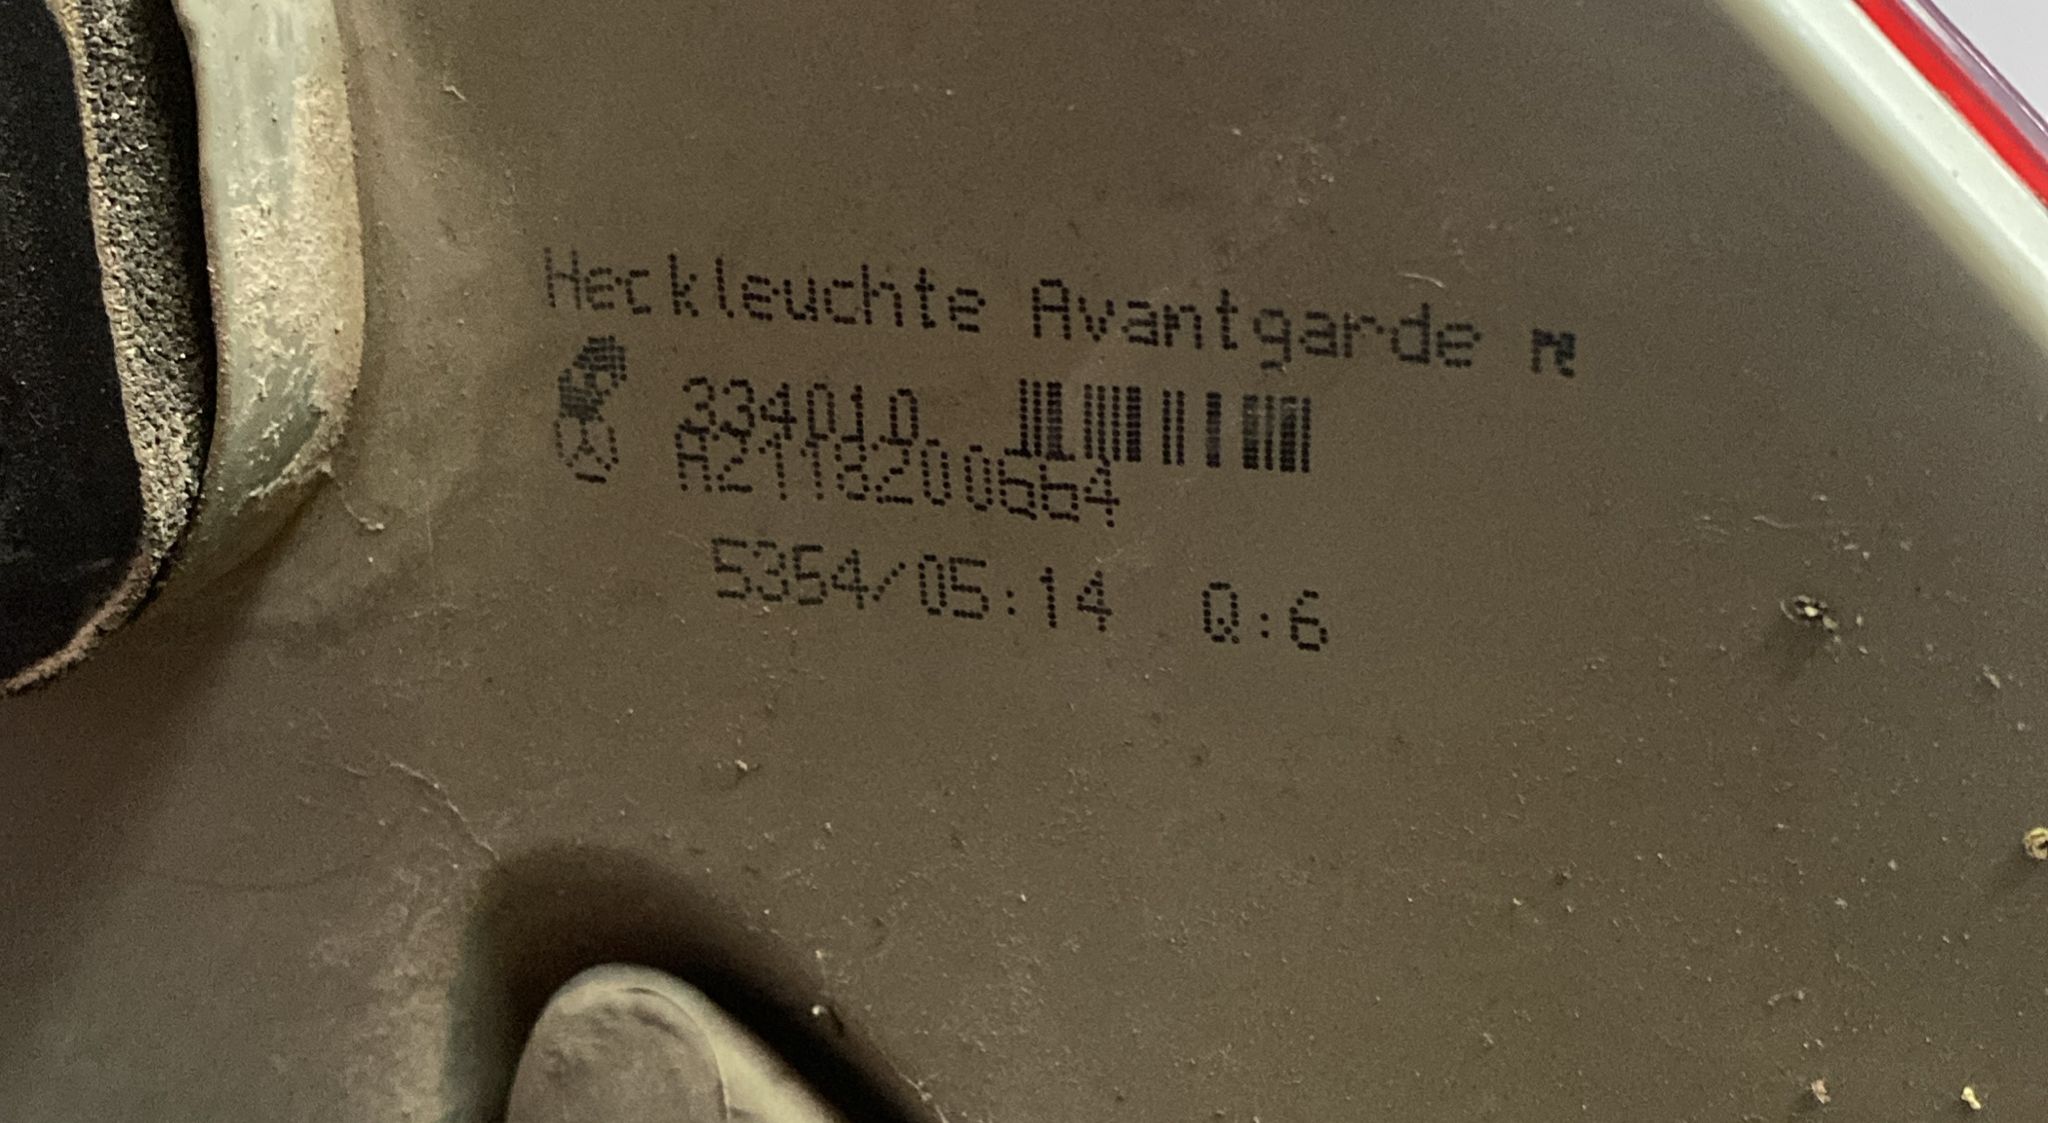 Heckleuchte Avantgarde
334010
A2118200664
5354/05:14 Q:6